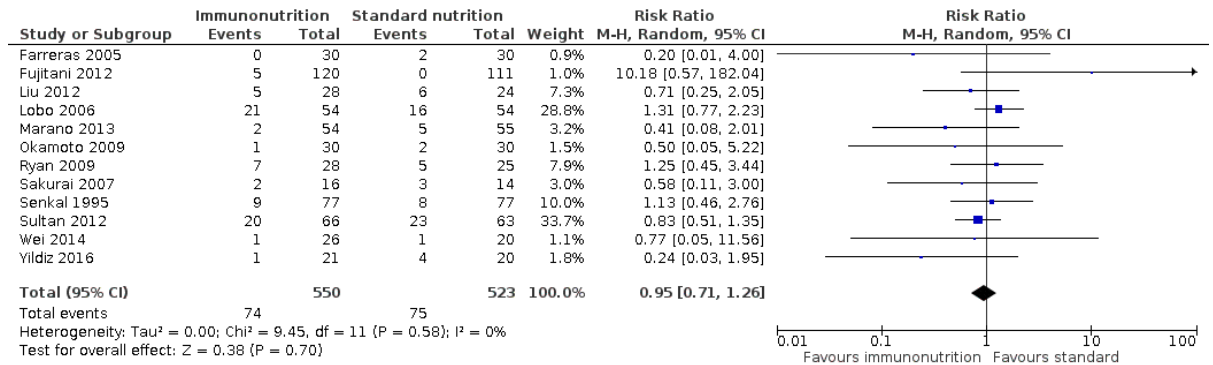 Immunonutrition Standard nutrition Risk Ratio Risk Ratio
Study or Subgroup Events Total Events Total Weight M-H, Random, 95% CI M-H, Random, 95% CI
Farreras 2005 0 30 2 30 0.9% 0.20 [0.01, 4.00]
Fujitani 2012 5 120 0 111 1.0% 10.18 [0.57, 182.04]
Liu 2012 5 28 6 24 7.3% 0.71 [0.25, 2.05]
Lobo 2006 21 54 16 54 28.8% 1.31 [0.77, 2.23]
Marano 2013 2 54 5 55 3.2% 0.41 [0.08, 2.01]
Okamoto 2009 1 30 2 30 1.5% 0.50 [0.05, 5.22]
Ryan 2009 7 28 5 25 7.9% 1.25 [0.45, 3.44]
Sakurai 2007 2 16 3 14 3.0% 0.58 [0.11, 3.00]
Senkal 1995 9 77 8 77 10.0% 1.13 [0.46, 2.76]
Sultan 2012 20 66 23 63 33.7% 0.83 [0.51, 1.35]
Wei 2014 1 26 1 20 1.1% 0.77 [0.05, 11.56]
Yildiz 2016 1 21 4 20 1.8% 0.24 [0.03, 1.95]
Total (95% CI) 550 523 100.0% 0.95 [0.71, 1.26]
Total events 74 75
Heterogeneity: Tau² = 0.00; Chi² = 9.45, df = 11 (P = 0.58); I² = 0%
Test for overall effect: Z = 0.38 (P = 0.70)
0.01 0.1 1 10 100
Favours immunonutrition Favours standard